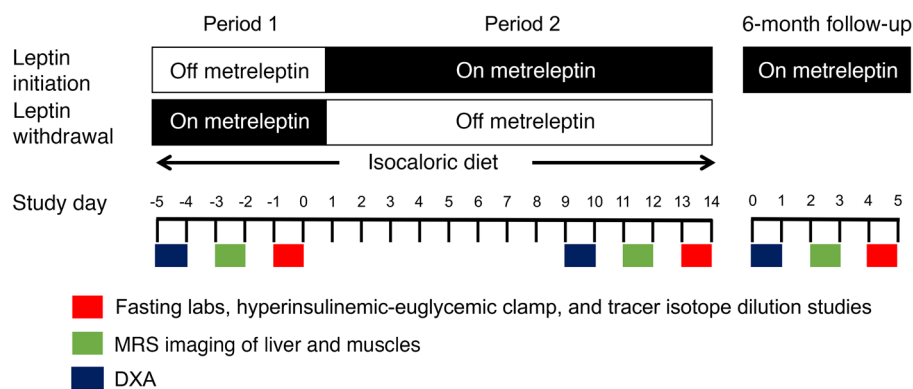 Period 1 Period 2 6-month follow-up
Leptin initiation Off metreleptin On metreleptin On metreleptin
Leptin withdrawal On metreleptin Off metreleptin
Isocaloric diet
Study day -5 -4 -3 -2 -1 0 1 2 3 4 5 6 7 8 9 10 11 12 13 14 0 1 2 3 4 5
Fasting labs, hyperinsulinemic-euglycemic clamp, and tracer isotope dilution studies
MRS imaging of liver and muscles
DXA